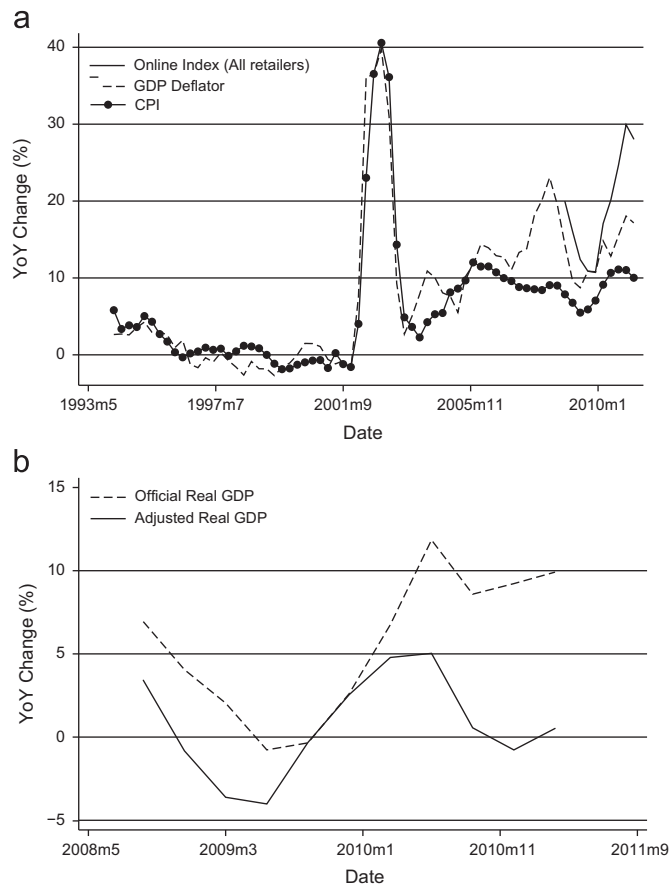 a
40
30
20
10
0
YoY Change (%)
Online Index (All retailers)
GDP Deflator
CPI
1993m5 1997m7 2001m9 2005m11 2010m1
Date
b
15
10
5
0
−5
YoY Change (%)
Official Real GDP
Adjusted Real GDP
2008m5 2009m3 2010m1 2010m11 2011m9
Date